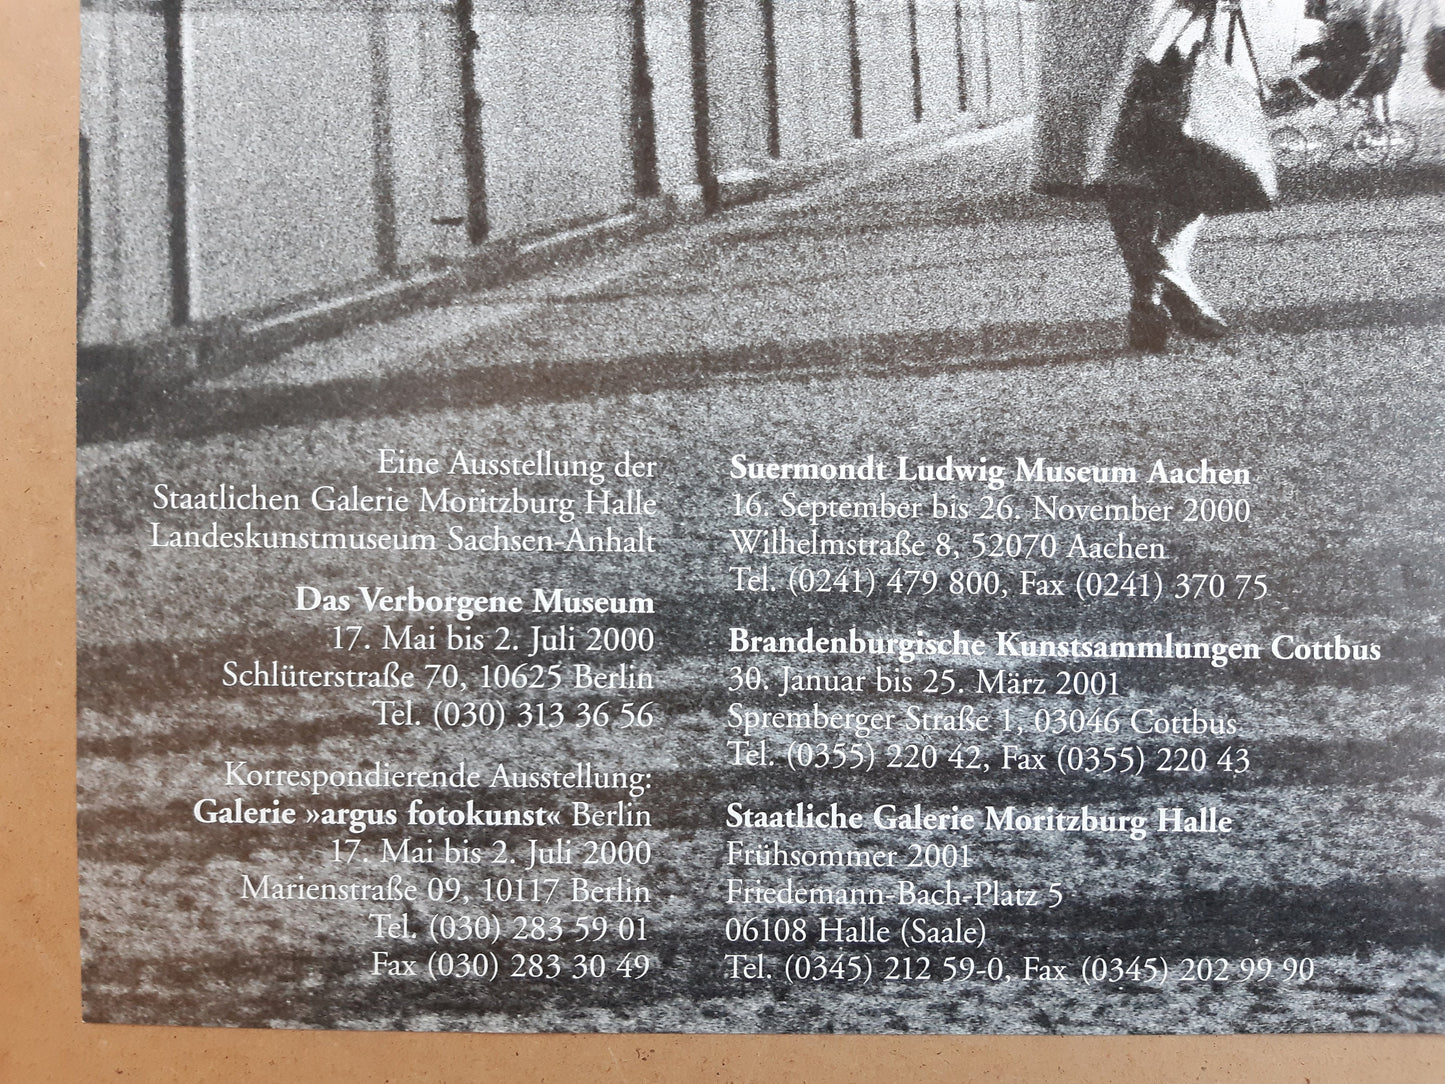 Eine Ausstellung der
Staatlichen Galerie Moritzburg Halle
Landeskunstmuseum Sachsen-Anhalt
Das Verborgene Museum
17. Mai bis 2. Juli 2000
Schlüterstraße 70, 10625 Berlin
Tel. (030) 313 36 56
Korrespondierende Ausstellung:
Galerie »argus fotokunst« Berlin
17. Mai bis 2. Juli 2000
Marienstraße 09, 10117 Berlin
Tel. (030) 283 59 01
Fax (030) 283 30 49
Suermondt Ludwig Museum Aachen
16. September bis 26. November 2000
Wilhelmstraße 8, 52070 Aachen
Tel. (0241) 479 800, Fax (0241) 370 75
Brandenburgische Kunstsammlungen Cottbus
30. Januar bis 25. März 2001
Spremberger Straße 1, 03046 Cottbus
Tel. (0355) 220 42, Fax (0355) 220 43
Staatliche Galerie Moritzburg Halle
Frühsommer 2001
Friedemann-Bach-Platz 5
06108 Halle (Saale)
Tel. (0345) 212 59-0, Fax (0345) 202 99 90